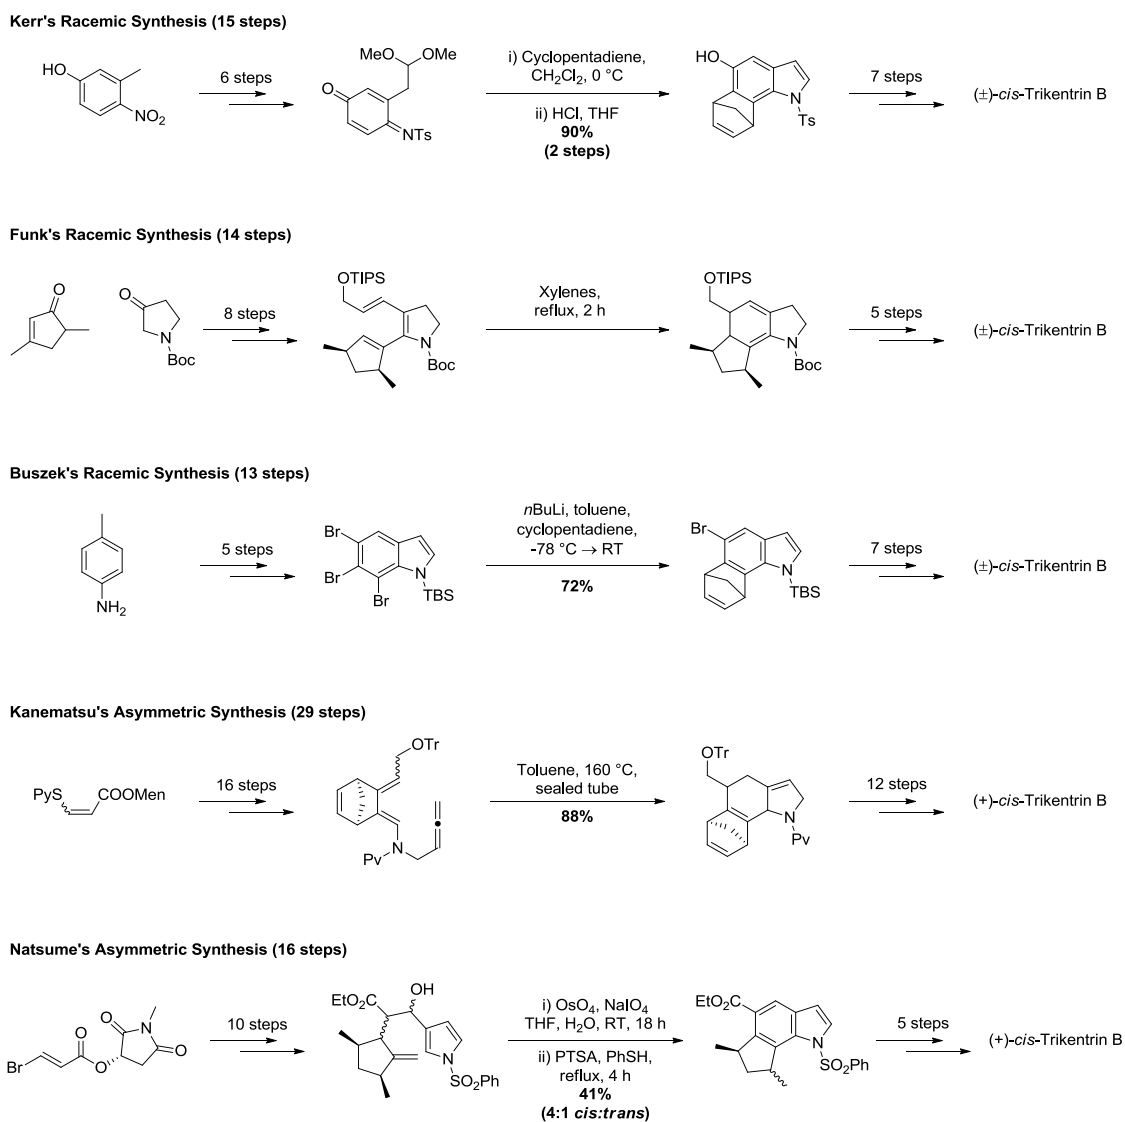 Kerr's Racemic Synthesis (15 steps)
HO
NO2
6 steps
MeO OMe
O
NTs
i) Cyclopentadiene,
CH2Cl2, 0 °C
ii) HCl, THF
90%
(2 steps)
HO
N
Ts
7 steps
(±)-cis-Trikentrin B
Funk's Racemic Synthesis (14 steps)
O
O
N
Boc
8 steps
OTIPS
N
Boc
Xylenes,
reflux, 2 h
OTIPS
N
Boc
5 steps
(±)-cis-Trikentrin B
Buszek's Racemic Synthesis (13 steps)
NH2
5 steps
Br
Br
Br
N
TBS
nBuLi, toluene,
cyclopentadiene,
-78 °C → RT
72%
Br
N
TBS
7 steps
(±)-cis-Trikentrin B
Kanematsu's Asymmetric Synthesis (29 steps)
PyS COOMen
16 steps
OTr
N
Pv
Toluene, 160 °C,
sealed tube
88%
OTr
N
Pv
12 steps
(+)-cis-Trikentrin B
Natsume's Asymmetric Synthesis (16 steps)
Br
O
O
O
N
O
10 steps
EtO2C
OH
N
SO2Ph
i) OsO4, NaIO4
THF, H2O, RT, 18 h
ii) PTSA, PhSH,
reflux, 4 h
41%
(4:1 cis:trans)
EtO2C
N
SO2Ph
5 steps
(+)-cis-Trikentrin B